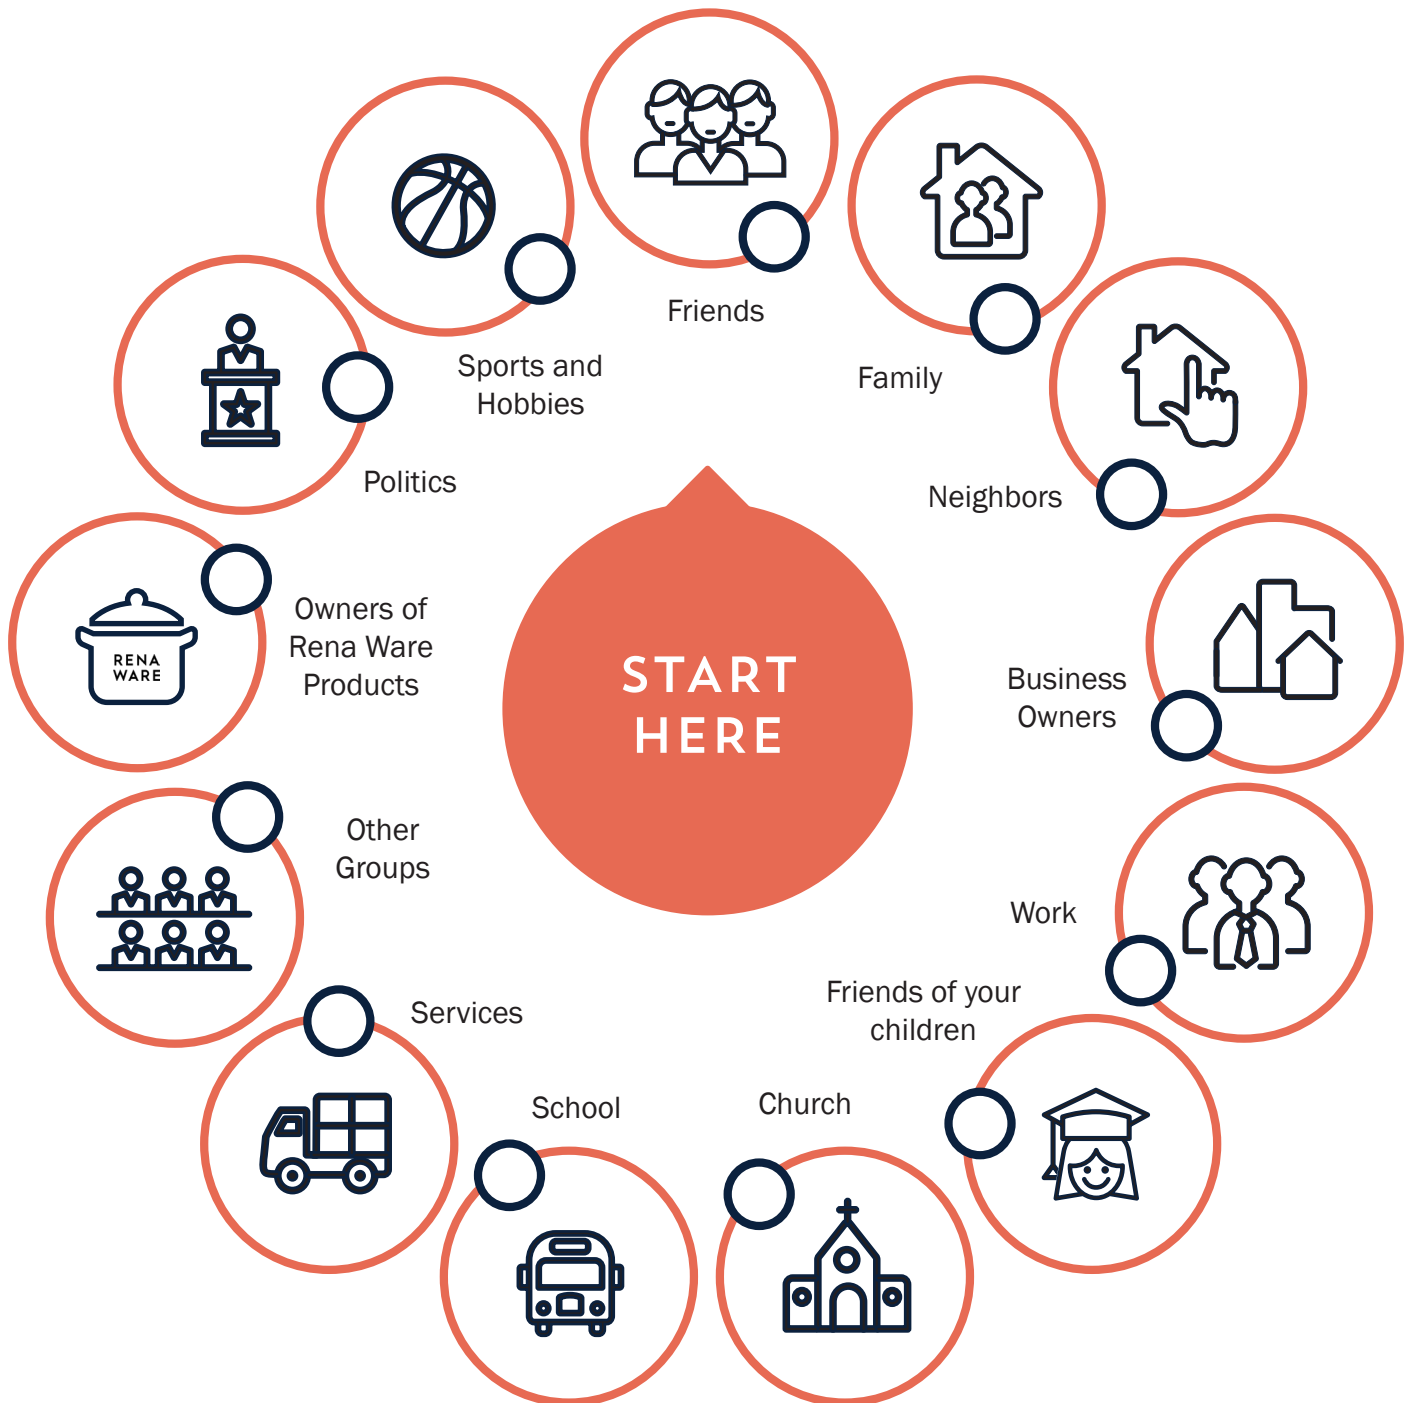 Friends
Family
Neighbors
Business
Owners
Work
Friends of your
children
Church
School
Services
Other
Groups
Owners of
Rena Ware
Products
RENA
WARE
Politics
Sports and
Hobbies
START
HERE